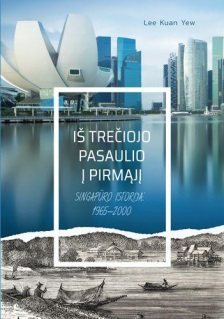 Lee Kuan Yew
IŠ TREČIOJO
PASAULIO
Į PIRMĄJĮ
SINGAPŪRO ISTORIJA:
1965–2000